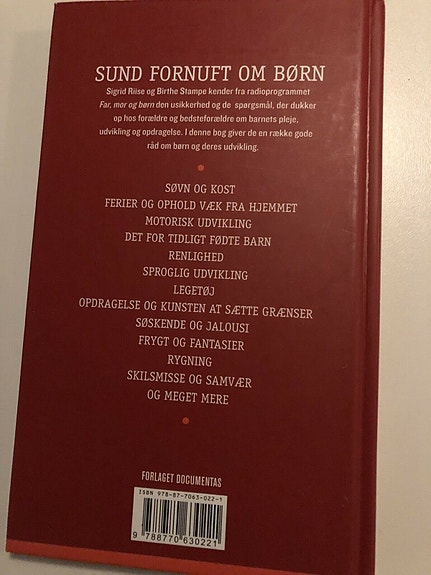 SUND FORNUFT OM BØRN
Sigrid Riise og Birthe Stampe kender fra radioprogrammet
Far, mor og børn den usikkerhed og de spørgsmål, der dukker
op hos forældre og bedsteforældre om barnets pleje,
udvikling og opdragelse. I denne bog giver de en række gode
råd om børn og deres udvikling.
SØVN OG KOST
FERIER OG OPHOLD VÆK FRA HJEMMET
MOTORISK UDVIKLING
DET FOR TIDLIGT FØDTE BARN
RENLIGHED
SPROGLIG UDVIKLING
LEGETØJ
OPDRAGELSE OG KUNSTEN AT SÆTTE GRÆNSER
SØSKENDE OG JALOUSI
FRYGT OG FANTASIER
RYGNING
SKILSMISSE OG SAMVÆR
OG MEGET MERE
FORLAGET DOCUMENTAS
ISBN 978-87-7063-022-1
9 788770 630221